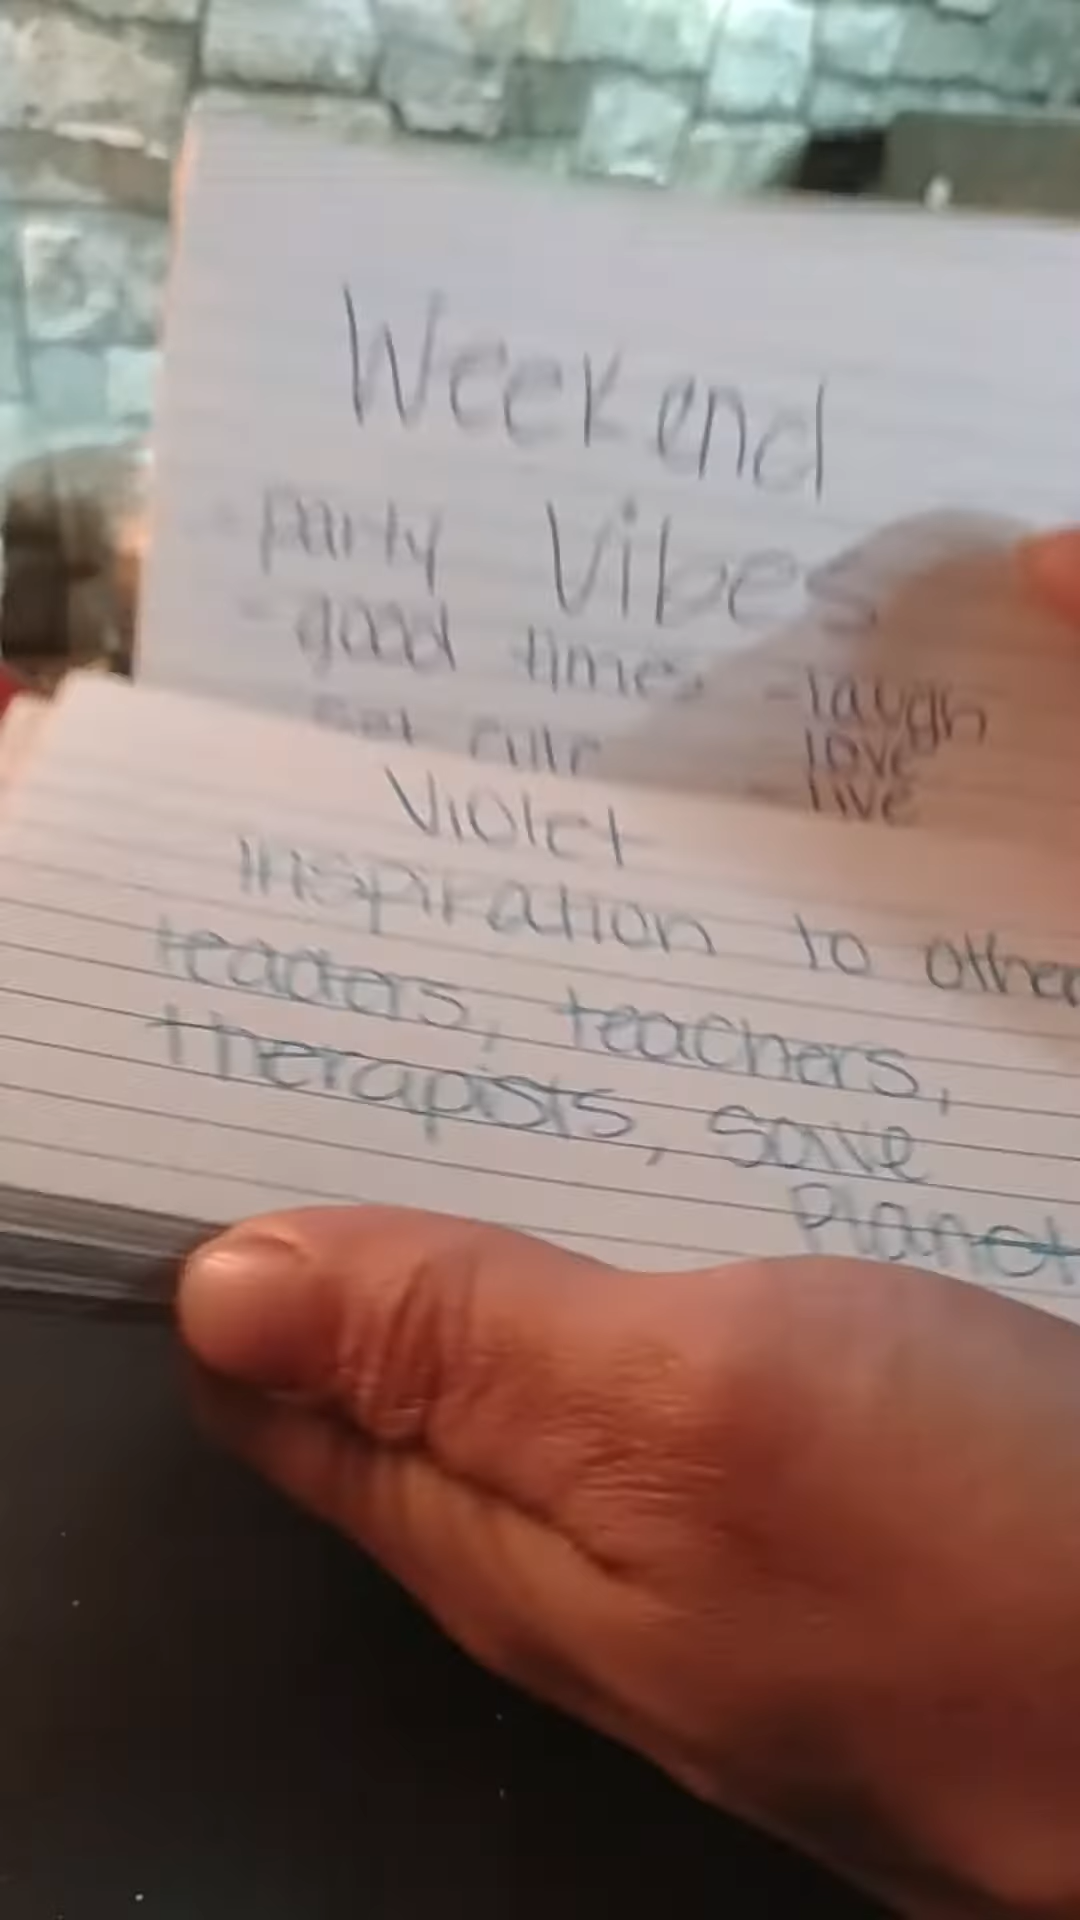 Weekend
- party Vibes
- good times - laugh
love
- live
Violet
Inspiration to other
leaders, teachers,
therapists, save
Planet